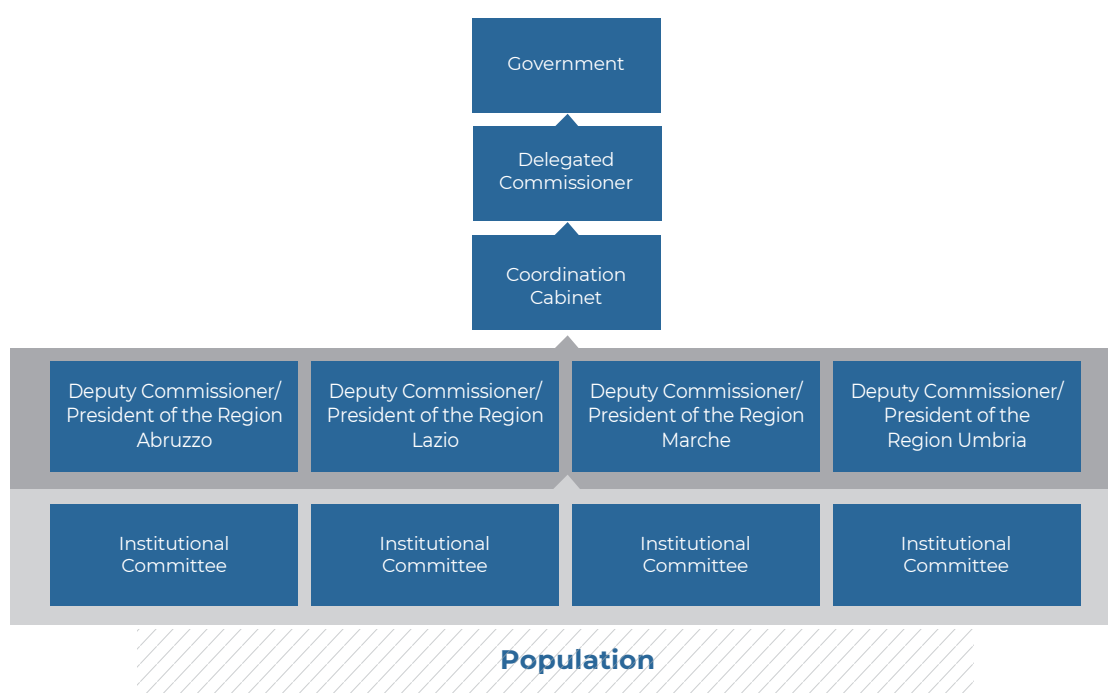 Government
Delegated
Commissioner
Coordination
Cabinet
Deputy Commissioner/
President of the Region
Abruzzo
Deputy Commissioner/
President of the Region
Lazio
Deputy Commissioner/
President of the Region
Marche
Deputy Commissioner/
President of the
Region Umbria
Institutional
Committee
Institutional
Committee
Institutional
Committee
Institutional
Committee
Population